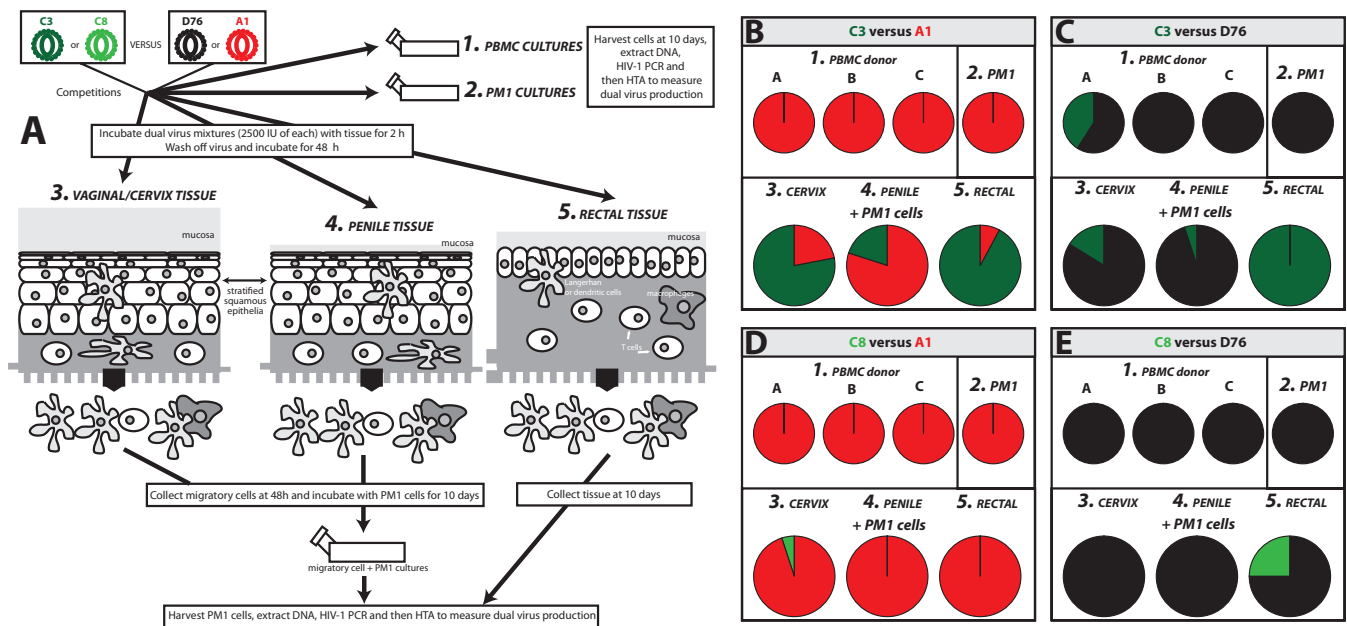 C3
C8
D76
A1
or
VERSUS
or
Competitions
1. PBMC CULTURES
2. PM1 CULTURES
Harvest cells at 10 days,
extract DNA,
HIV-1 PCR and
then HTA to measure
dual virus production
A
Incubate dual virus mixtures (2500 IU of each) with tissue for 2 h
Wash off virus and incubate for 48 h
3. VAGINAL/CERVIX TISSUE
4. PENILE TISSUE
5. RECTAL TISSUE
mucosa
mucosa
mucosa
stratified
squamous
epithelia
Langerhan
or dendritic cells
macrophages
T cells
Collect migratory cells at 48h and incubate with PM1 cells for 10 days
Collect tissue at 10 days
migratory cell + PM1 cultures
Harvest PM1 cells, extract DNA, HIV-1 PCR and then HTA to measure dual virus production
B
C3 versus A1
1. PBMC donor
A
B
C
2. PM1
3. CERVIX
4. PENILE
5. RECTAL
+ PM1 cells
C
C3 versus D76
1. PBMC donor
A
B
C
2. PM1
3. CERVIX
4. PENILE
5. RECTAL
+ PM1 cells
D
C8 versus A1
1. PBMC donor
A
B
C
2. PM1
3. CERVIX
4. PENILE
5. RECTAL
+ PM1 cells
E
C8 versus D76
1. PBMC donor
A
B
C
2. PM1
3. CERVIX
4. PENILE
5. RECTAL
+ PM1 cells